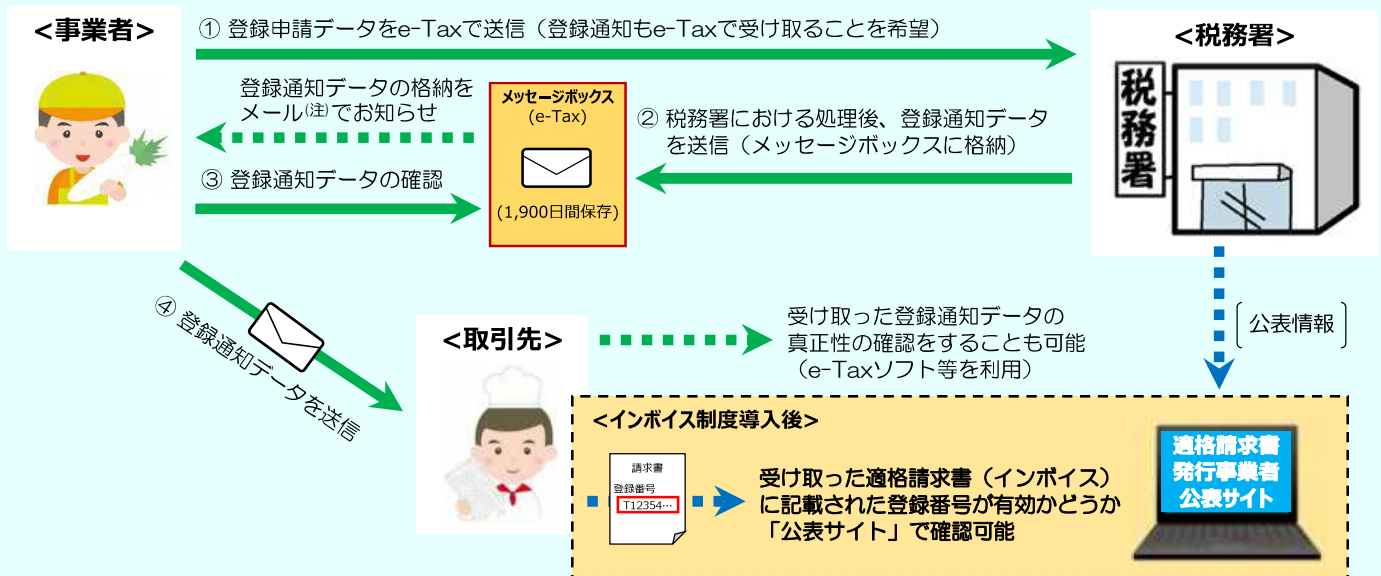 <事業者>
① 登録申請データをe-Taxで送信（登録通知もe-Taxで受け取ることを希望）
<税務署>
税務署
登録通知データの格納を
メール(注)でお知らせ
メッセージボックス
(e-Tax)
(1,900日間保存)
② 税務署における処理後、登録通知データ
を送信（メッセージボックスに格納）
③ 登録通知データの確認
④ 登録通知データを送信
<取引先>
受け取った登録通知データの
真正性の確認をすることも可能
（e-Taxソフト等を利用）
公表情報
<インボイス制度導入後>
請求書
登録番号
T12354…
受け取った適格請求書（インボイス）
に記載された登録番号が有効かどうか
「公表サイト」で確認可能
適格請求書
発行事業者
公表サイト